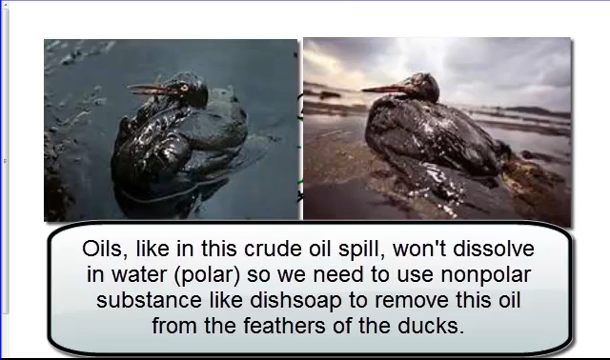 Oils, like in this crude oil spill, won't dissolve
in water (polar) so we need to use nonpolar
substance like dishsoap to remove this oil
from the feathers of the ducks.